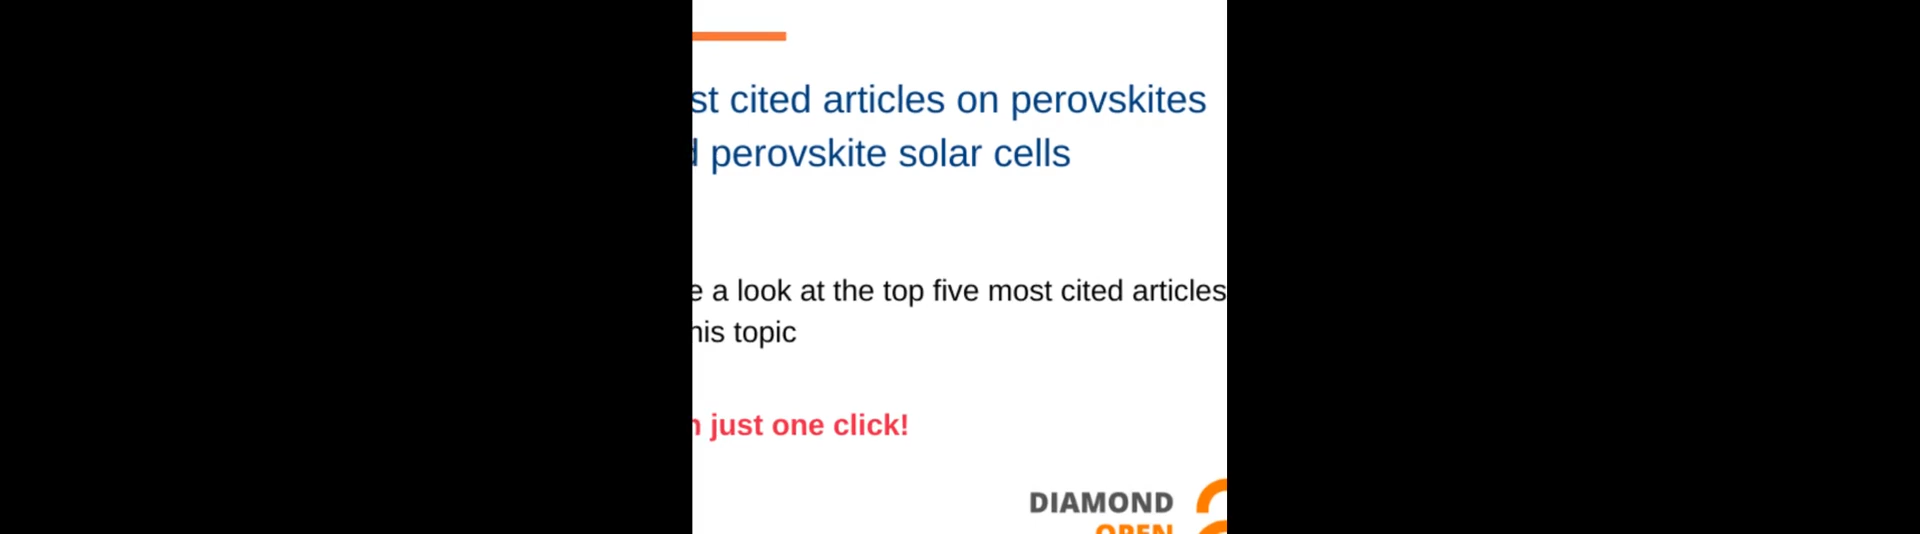 st cited articles on perovskites
perovskite solar cells
a look at the top five most cited articles
his topic
just one click!
DIAMOND
OPEN